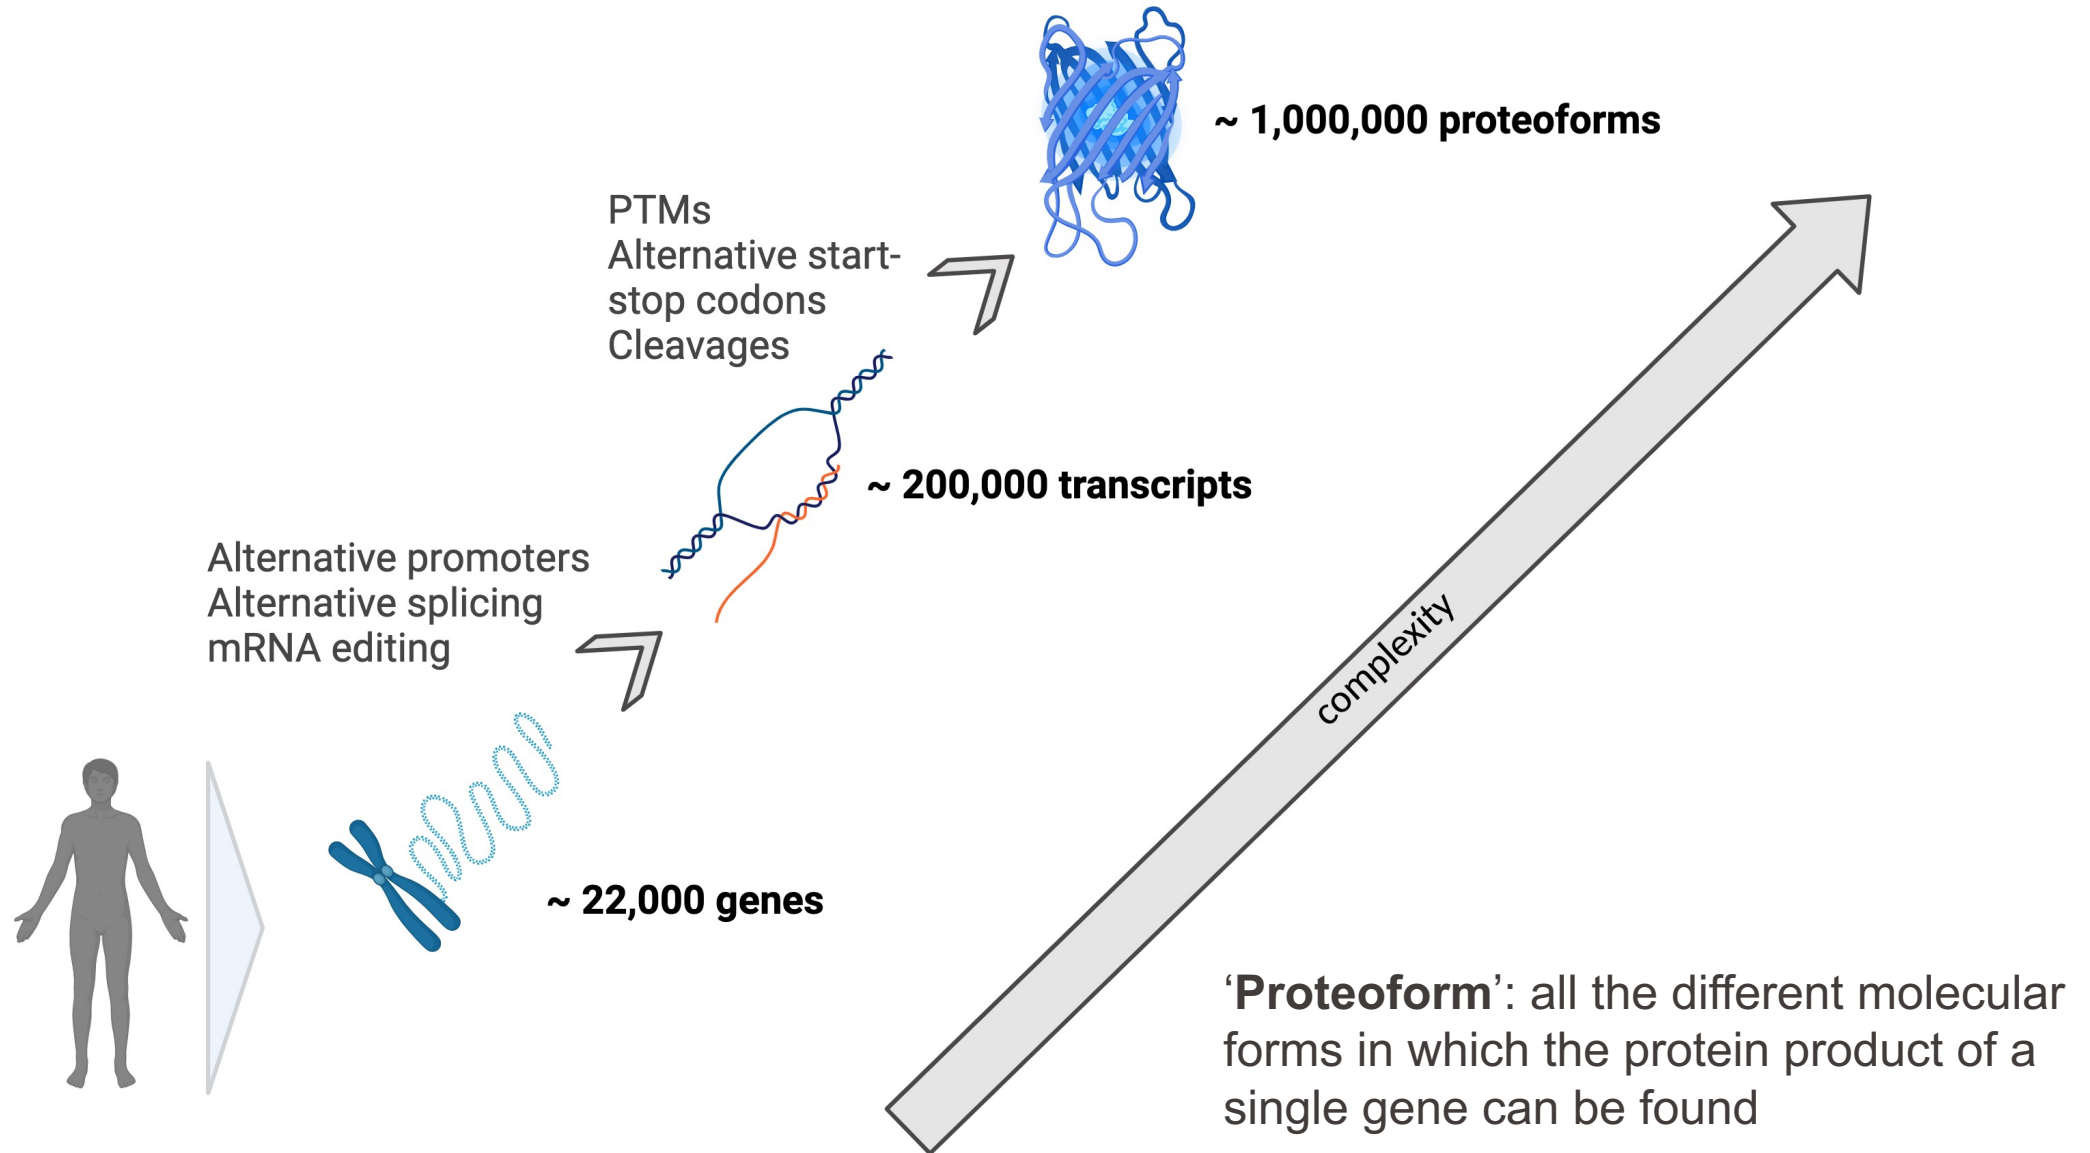 ~ 1,000,000 proteoforms
PTMs
Alternative start-
stop codons
Cleavages
~ 200,000 transcripts
Alternative promoters
Alternative splicing
mRNA editing
complexity
~ 22,000 genes
‘Proteoform’: all the different molecular
forms in which the protein product of a
single gene can be found